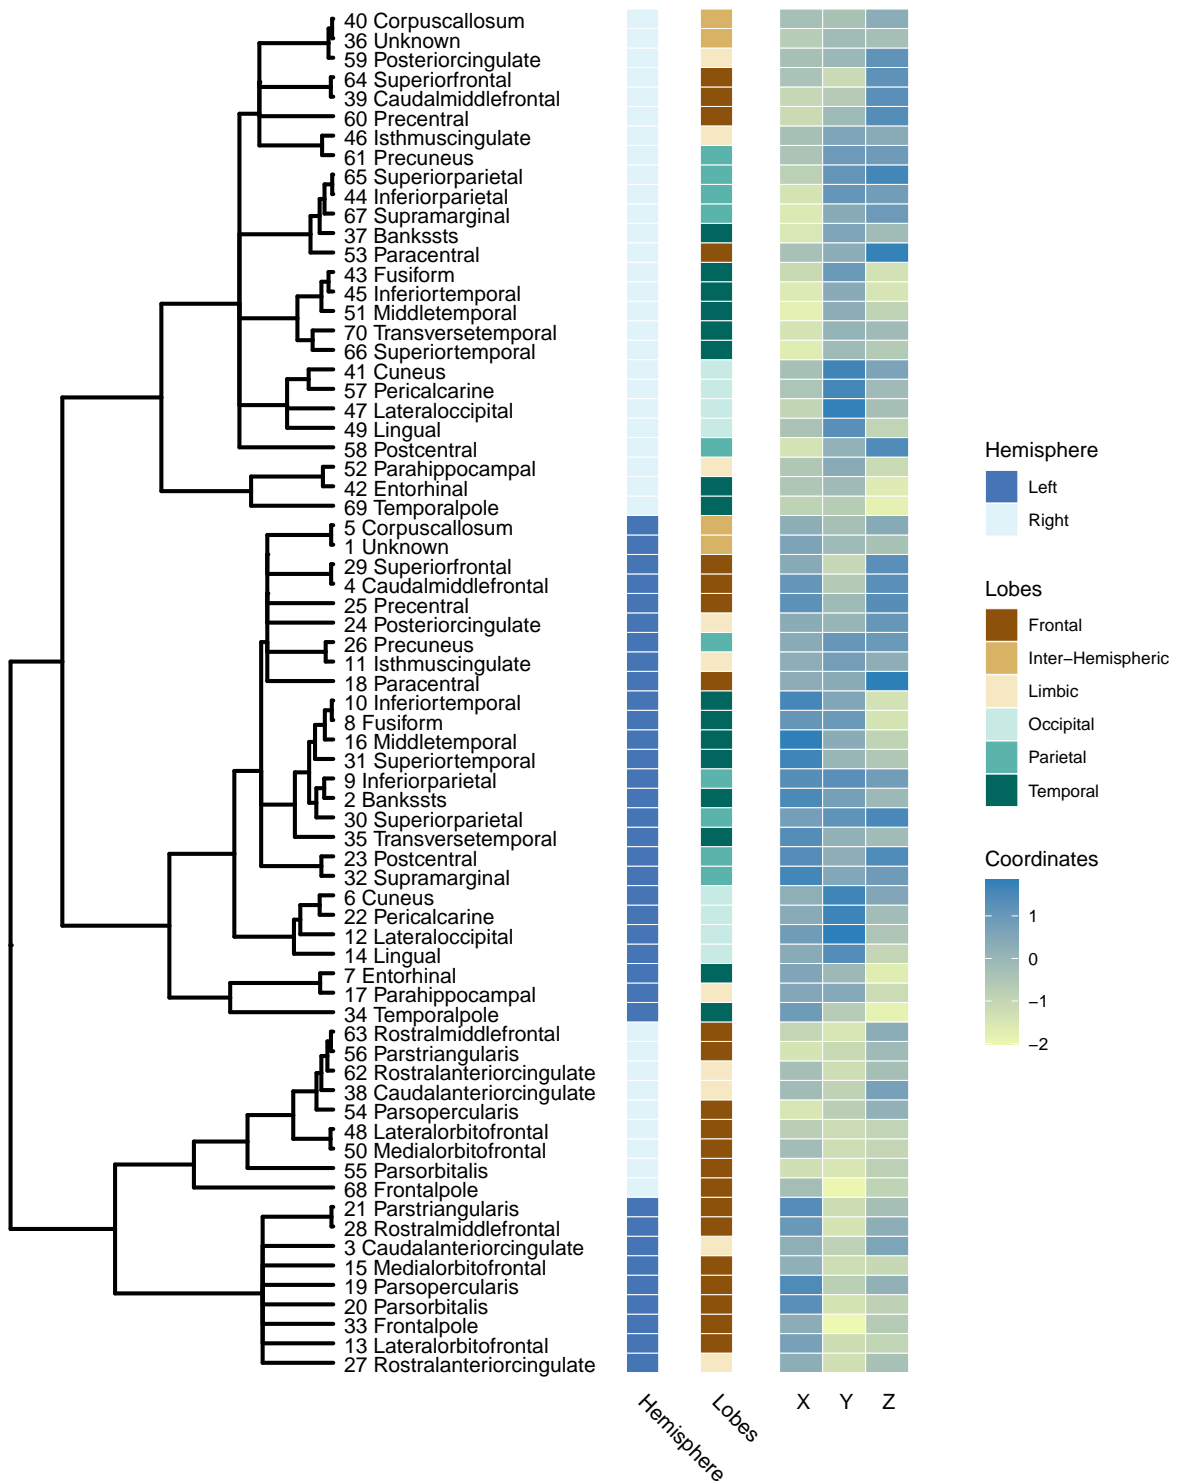 40 Corpuscallosum
36 Unknown
59 Posteriorcingulate
64 Superiorfrontal
39 Caudalmiddlefrontal
60 Precentral
46 Isthmuscingulate
61 Precuneus
65 Superiorparietal
44 Inferiorparietal
67 Supramarginal
37 Bankssts
53 Paracentral
43 Fusiform
45 Inferiortemporal
51 Middletemporal
70 Transversetemporal
66 Superiortemporal
41 Cuneus
57 Pericalcarine
47 Lateraloccipital
49 Lingual
58 Postcentral
52 Parahippocampal
42 Entorhinal
69 Temporalpole
5 Corpuscallosum
1 Unknown
29 Superiorfrontal
4 Caudalmiddlefrontal
25 Precentral
24 Posteriorcingulate
26 Precuneus
11 Isthmuscingulate
18 Paracentral
10 Inferiortemporal
8 Fusiform
16 Middletemporal
31 Superiortemporal
9 Inferiorparietal
2 Bankssts
30 Superiorparietal
35 Transversetemporal
23 Postcentral
32 Supramarginal
6 Cuneus
22 Pericalcarine
12 Lateraloccipital
14 Lingual
7 Entorhinal
17 Parahippocampal
34 Temporalpole
63 Rostralmiddlefrontal
56 Parstriangularis
62 Rostralanteriorcingulate
38 Caudalanteriorcingulate
54 Parsopercularis
48 Lateralorbitofrontal
50 Medialorbitofrontal
55 Parsorbitalis
68 Frontalpole
21 Parstriangularis
28 Rostralmiddlefrontal
3 Caudalanteriorcingulate
15 Medialorbitofrontal
19 Parsopercularis
20 Parsorbitalis
33 Frontalpole
13 Lateralorbitofrontal
27 Rostralanteriorcingulate
Hemisphere
Lobes
X Y Z
Hemisphere
Left
Right
Lobes
Frontal
Inter−Hemispheric
Limbic
Occipital
Parietal
Temporal
Coordinates
1
0
−1
−2